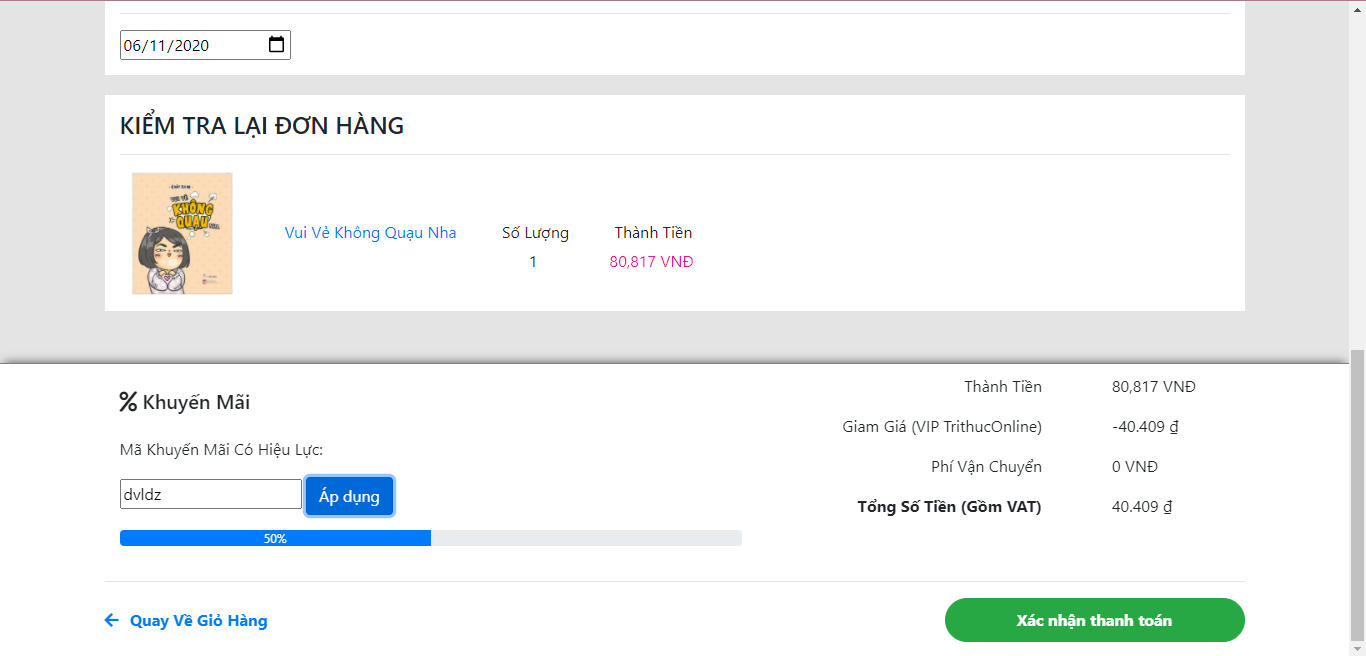 06/11/2020
KIỂM TRA LẠI ĐƠN HÀNG
KHÔNG
QUẠU
Vui Vẻ Không Quạu Nha
Số Lượng
1
Thành Tiền
80,817 VNĐ
% Khuyến Mãi
Mã Khuyến Mãi Có Hiệu Lực:
dvldz
Áp dụng
50%
Thành Tiền 80,817 VNĐ
Giam Giá (VIP TrithucOnline) -40.409 ₫
Phí Vận Chuyển 0 VNĐ
Tổng Số Tiền (Gồm VAT) 40.409 ₫
Quay Về Giỏ Hàng
Xác nhận thanh toán